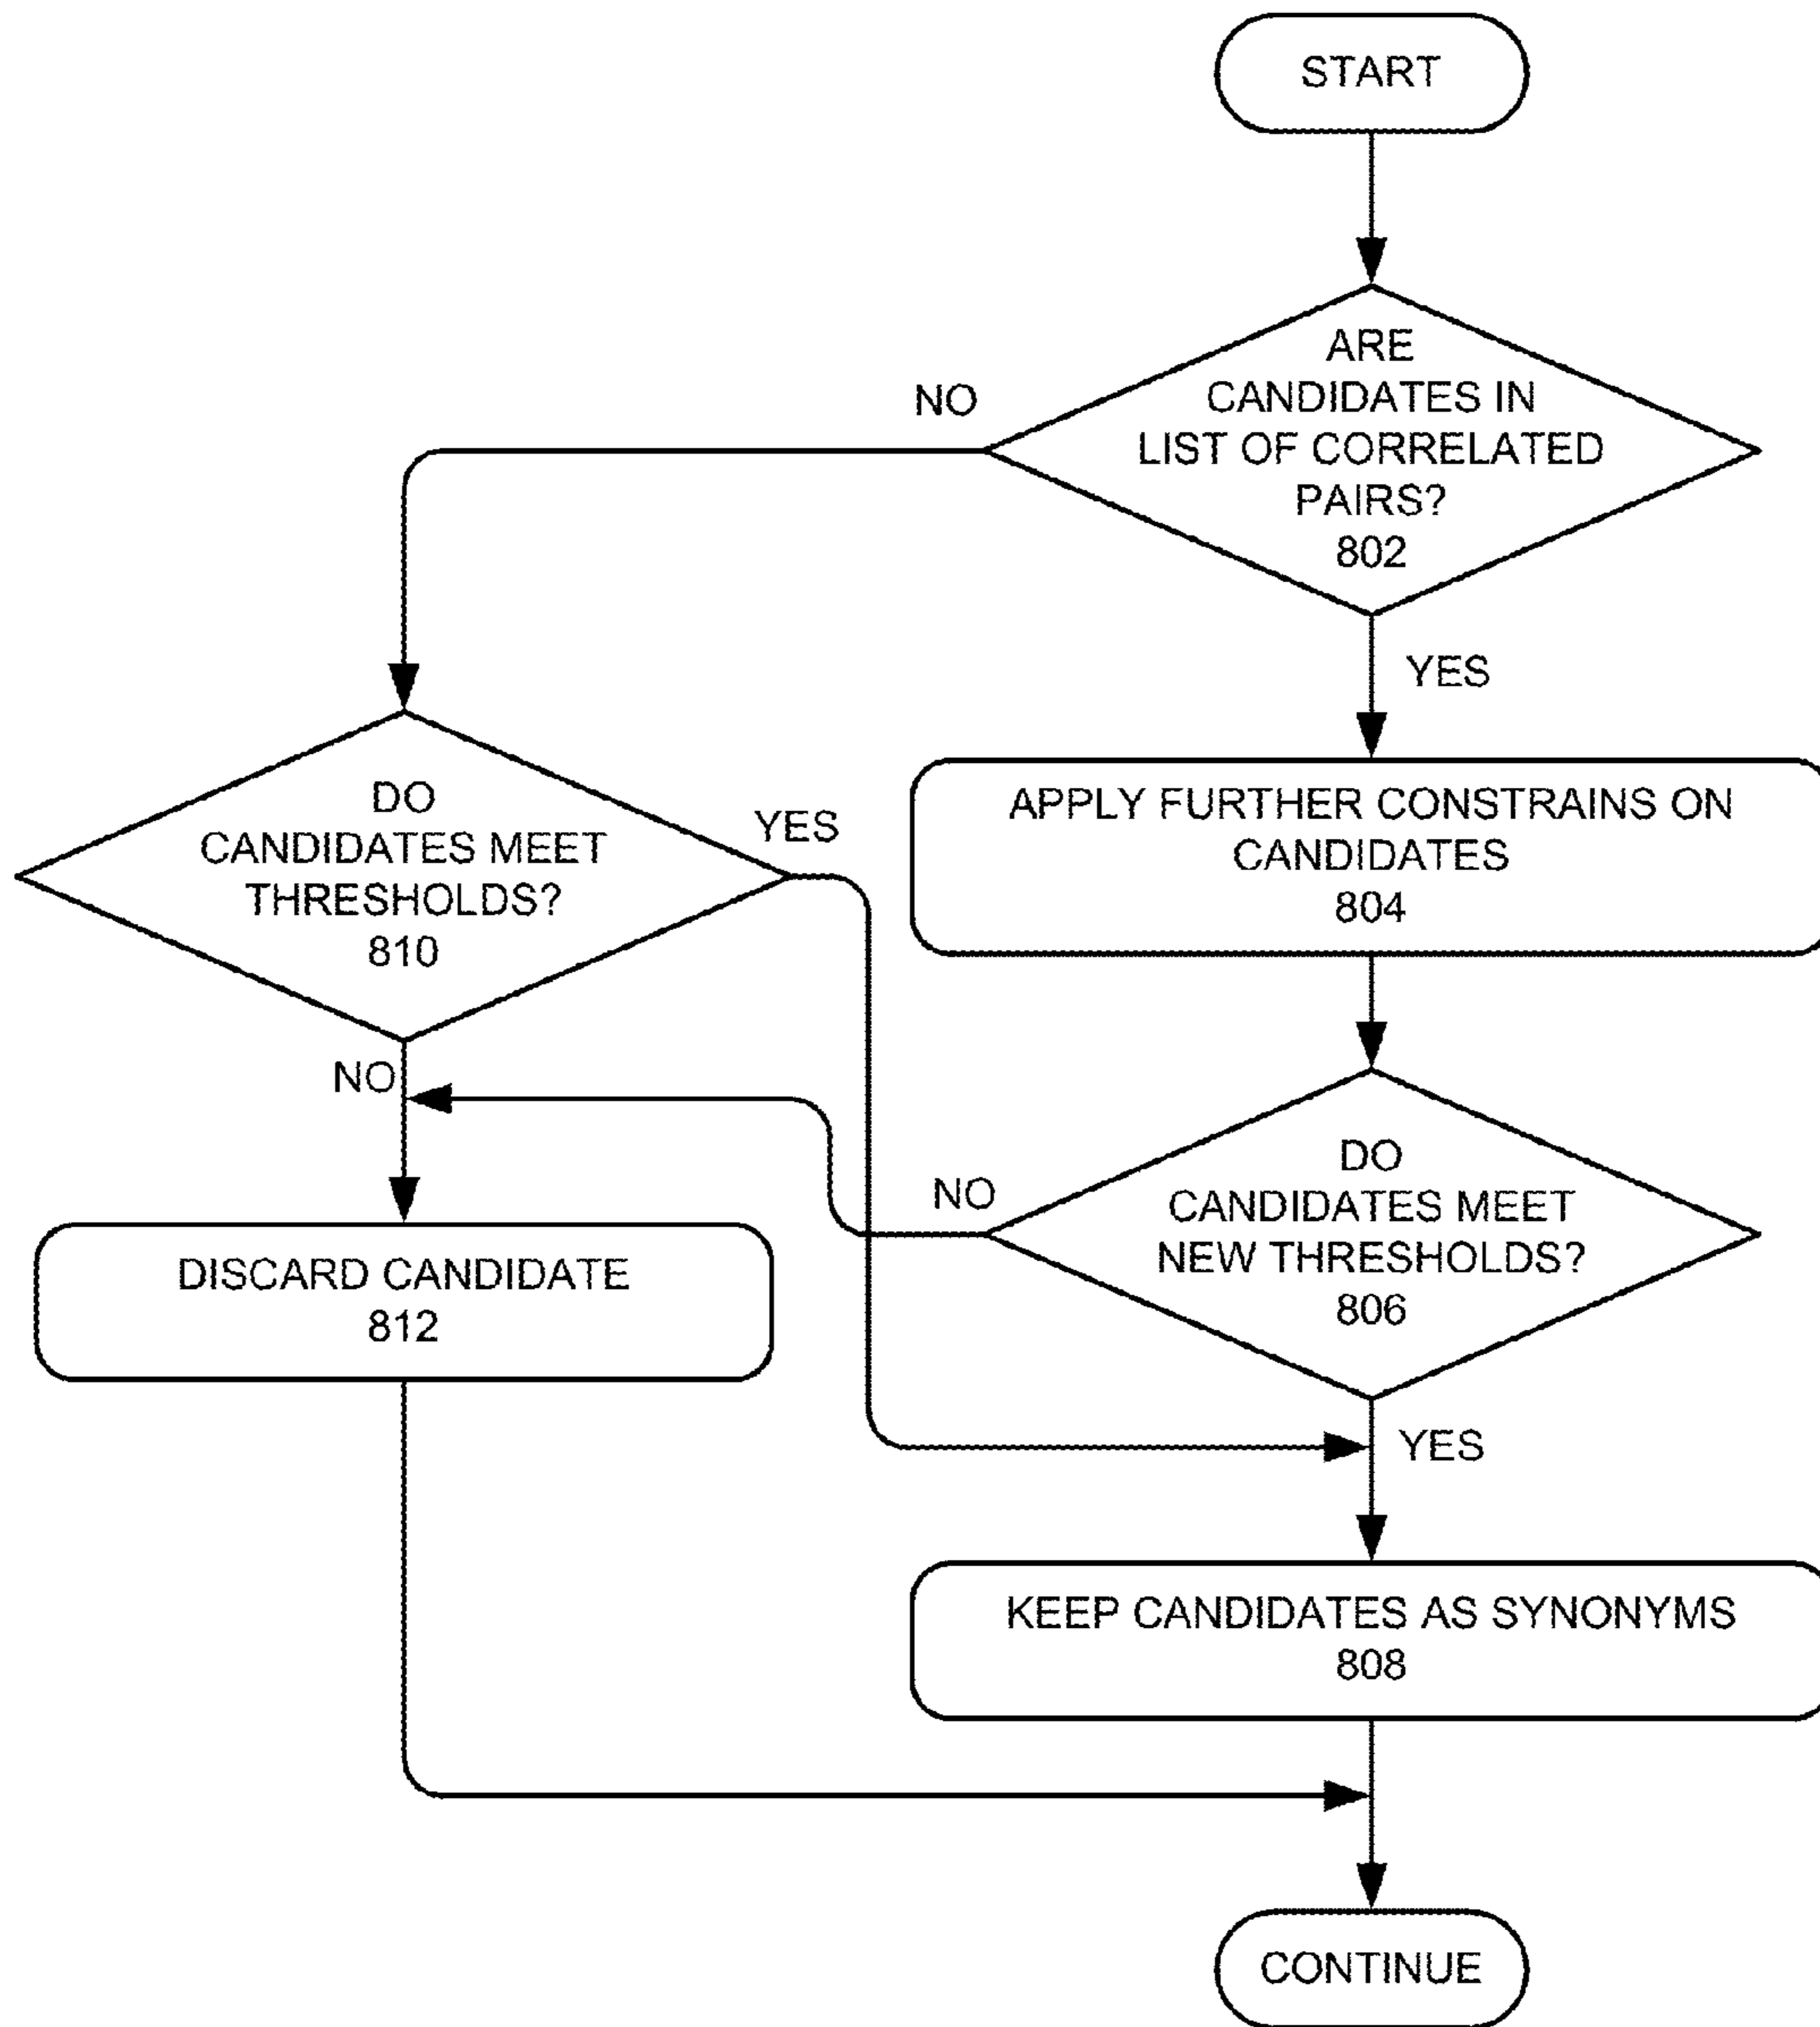 START
ARE
CANDIDATES IN
LIST OF CORRELATED
PAIRS?
802
NO
YES
APPLY FURTHER CONSTRAINS ON
CANDIDATES
804
DO
CANDIDATES MEET
THRESHOLDS?
810
YES
NO
DO
CANDIDATES MEET
NEW THRESHOLDS?
806
NO
YES
DISCARD CANDIDATE
812
KEEP CANDIDATES AS SYNONYMS
808
CONTINUE